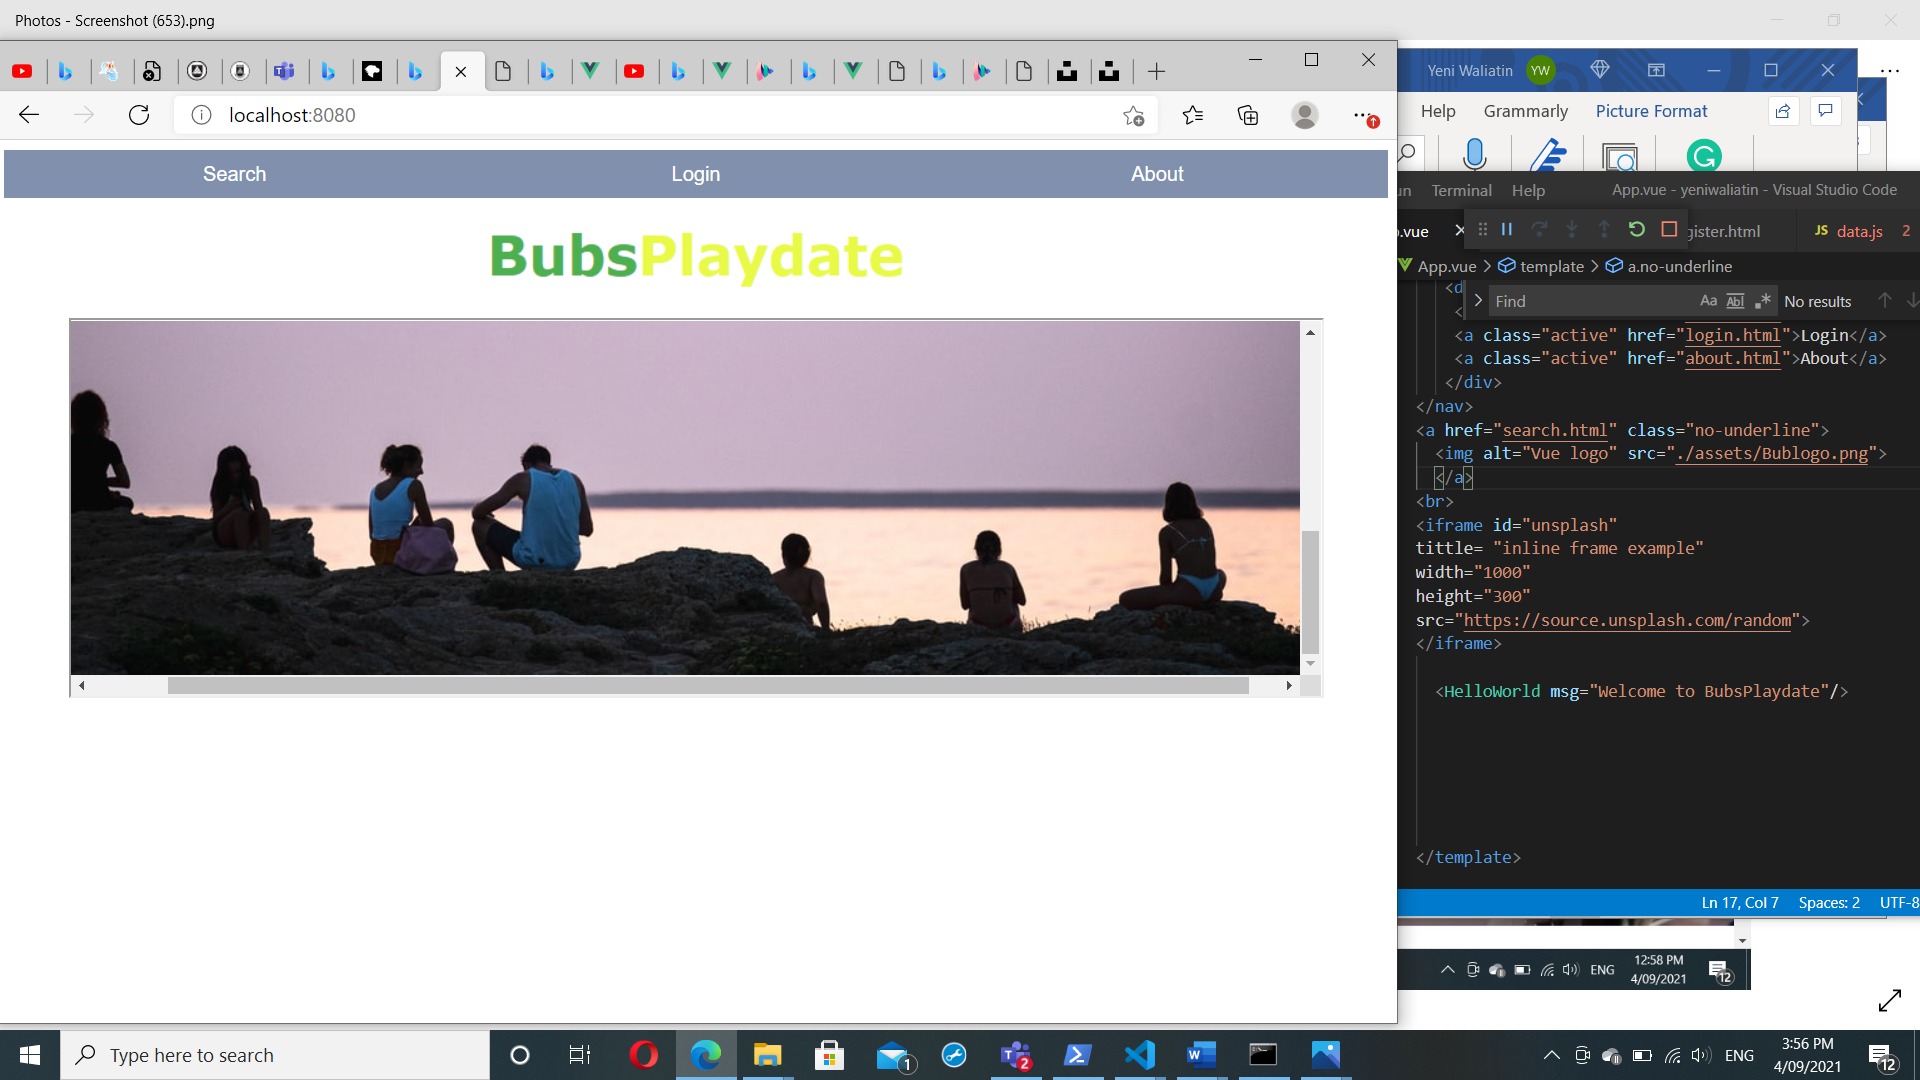 Photos - Screenshot (653).png
localhost:8080
Search
Login
About
BubsPlaydate
Yeni Waliatin
YW
Help
Grammarly
Picture Format
un
Terminal
Help
App.vue - yeniwaliatin - Visual Studio Code
.vue
gister.html
JS data.js 2
App.vue > template > a.no-underline
<d
Find
Aa Abl .*
No results
<
<a class="active" href="login.html">Login</a>
<a class="active" href="about.html">About</a>
</div>
</nav>
<a href="search.html" class="no-underline">
<img alt="Vue logo" src="./assets/Bublogo.png">
</a>
<br>
<iframe id="unsplash"
tittle= "inline frame example"
width="1000"
height="300"
src="https://source.unsplash.com/random">
</iframe>
<HelloWorld msg="Welcome to BubsPlaydate"/>
</template>
Ln 17, Col 7
Spaces: 2
UTF-8
ENG
12:58 PM
4/09/2021
12
Type here to search
1
2
ENG
3:56 PM
4/09/2021
12